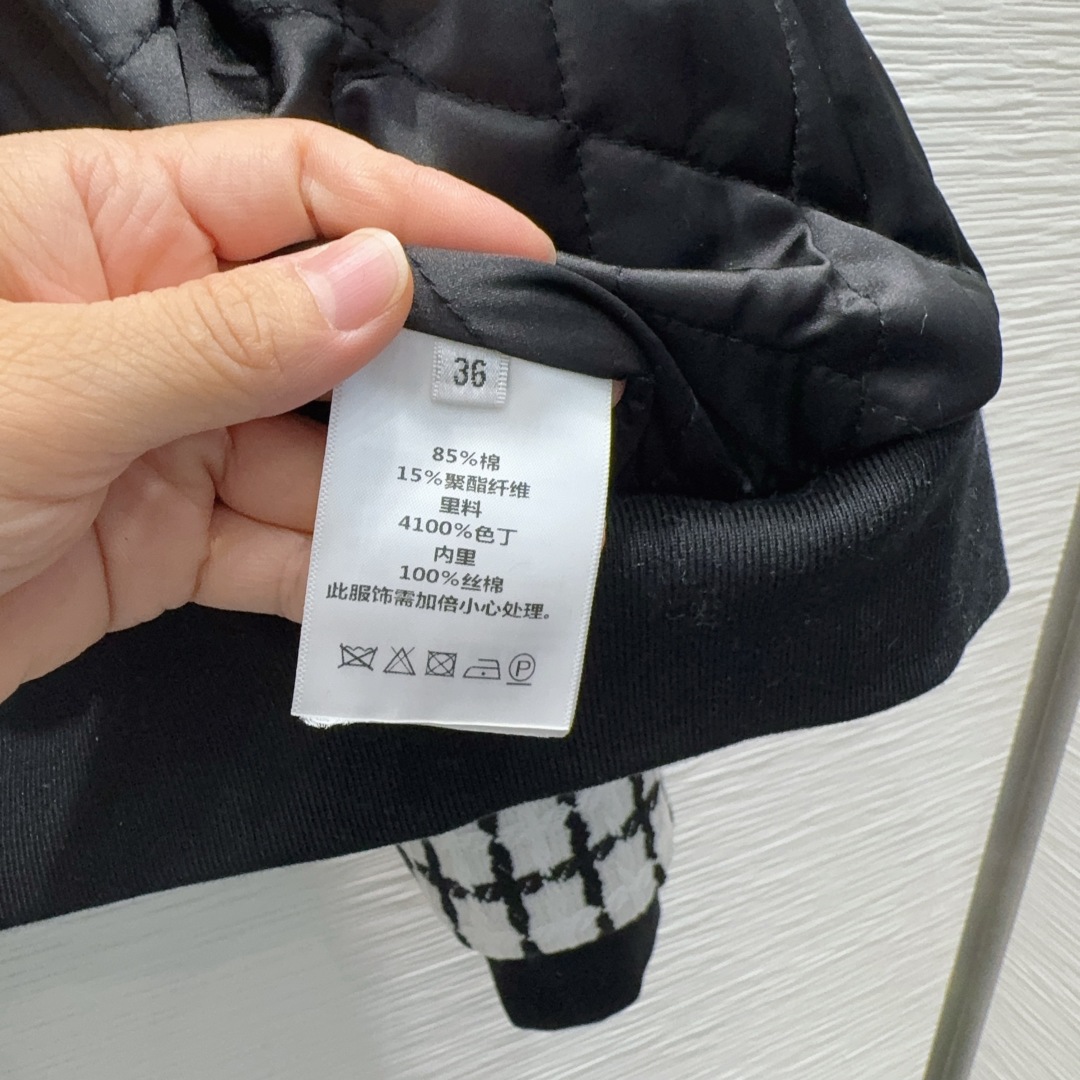 36
85%棉
15%聚酯纤维
里料
4100%色丁
内里
100%丝棉
此服饰需加倍小心处理。
P